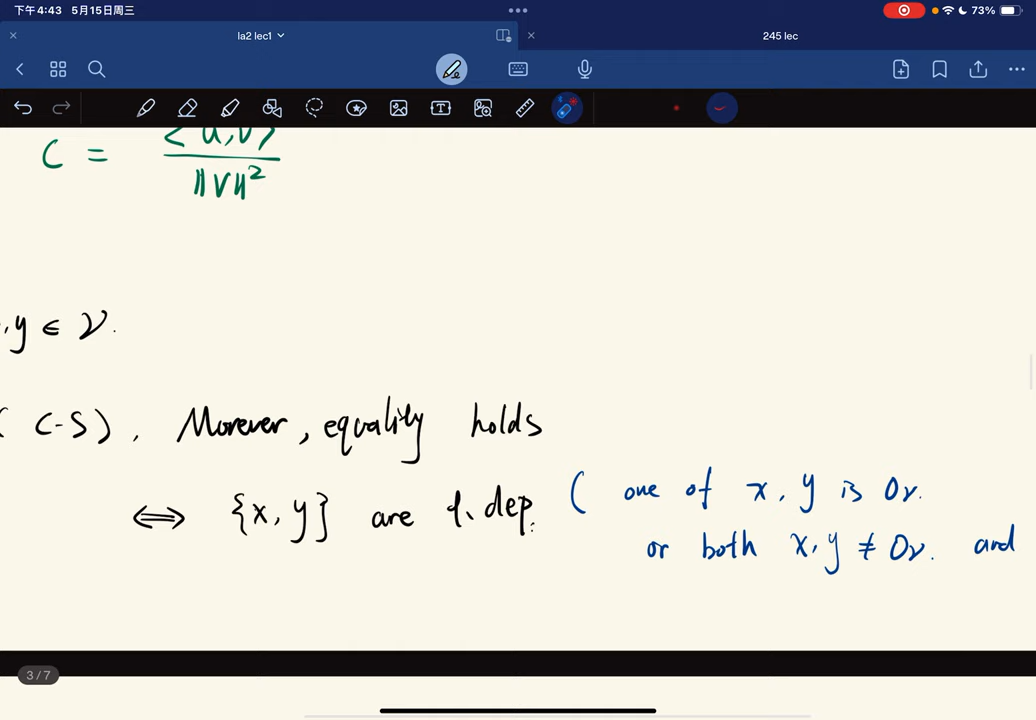 下午4:43 5月15日周三
73%
la2 lec1
245 lec
C = <u,v> / ||v||²
,y ∈ V.
( C-S), Morever, equality holds
⟺ {x, y} are l. dep. ( one of x, y is 0v.
or both x, y ≠ 0v. and
3 / 7